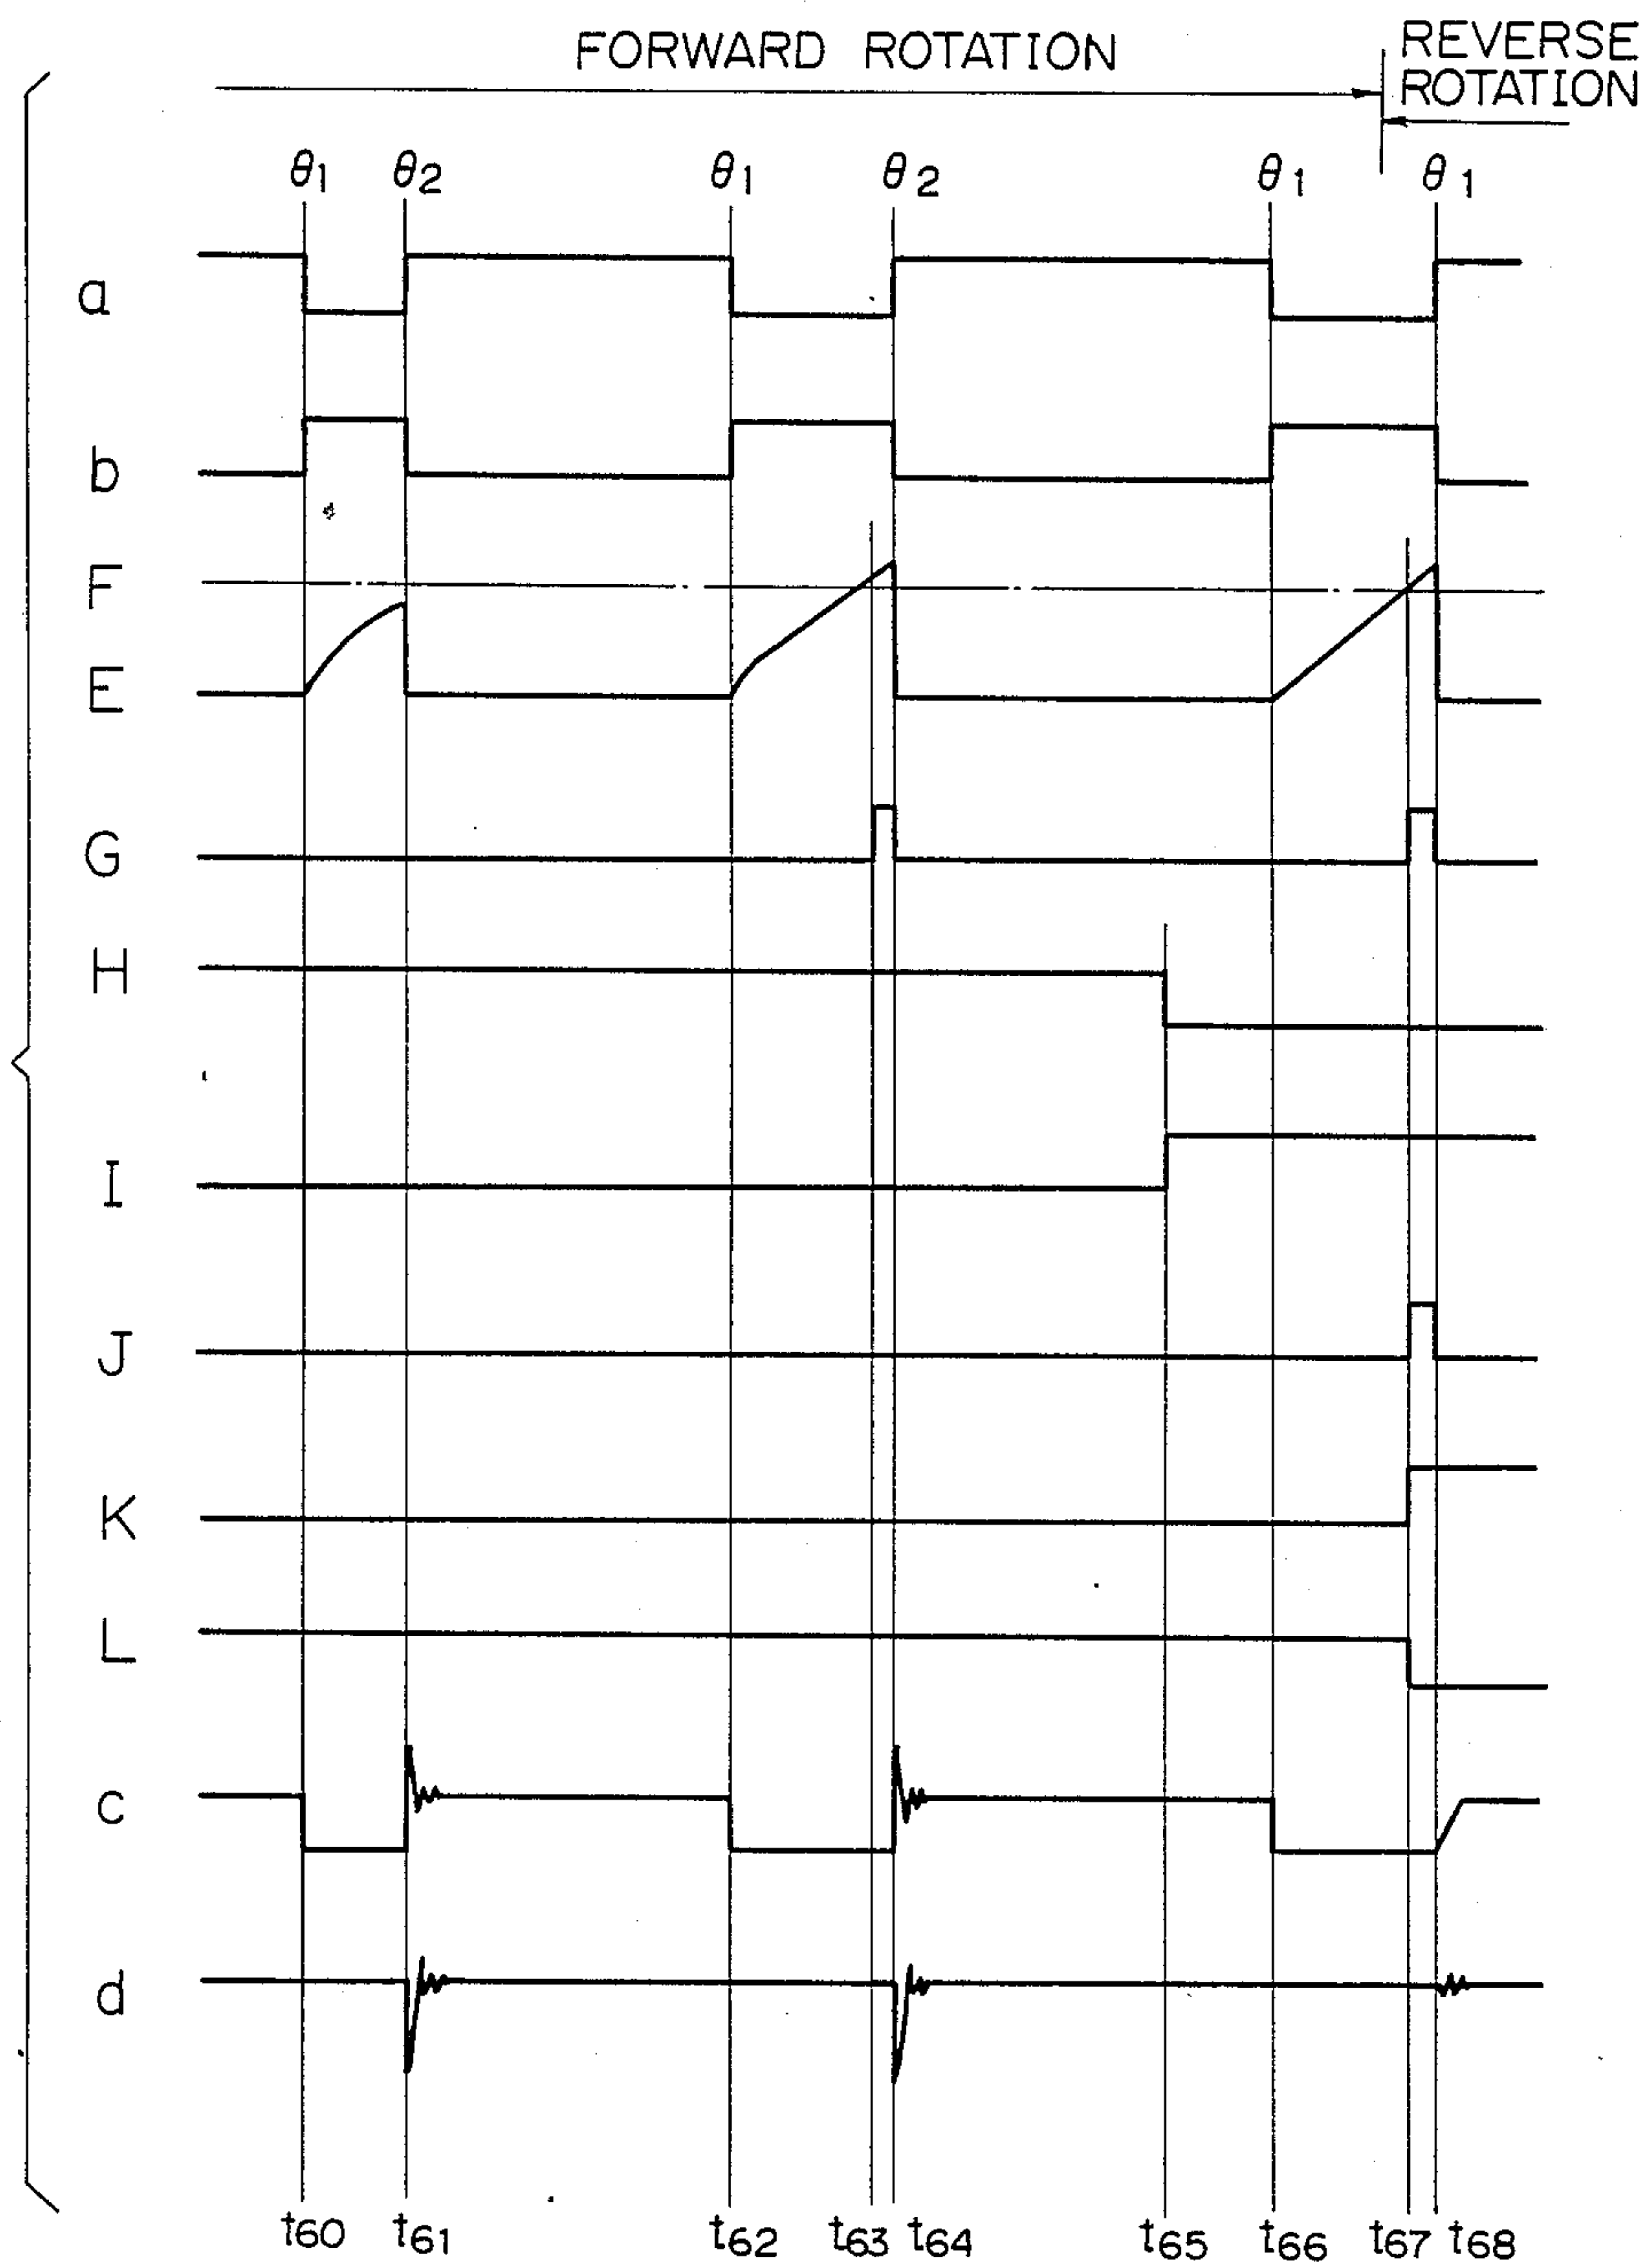 FORWARD ROTATION
REVERSE
ROTATION
θ1 θ2 θ1 θ2 θ1 θ1
a
b
F
E
G
H
I
J
K
L
c
d
t60 t61 t62 t63 t64 t65 t66 t67 t68